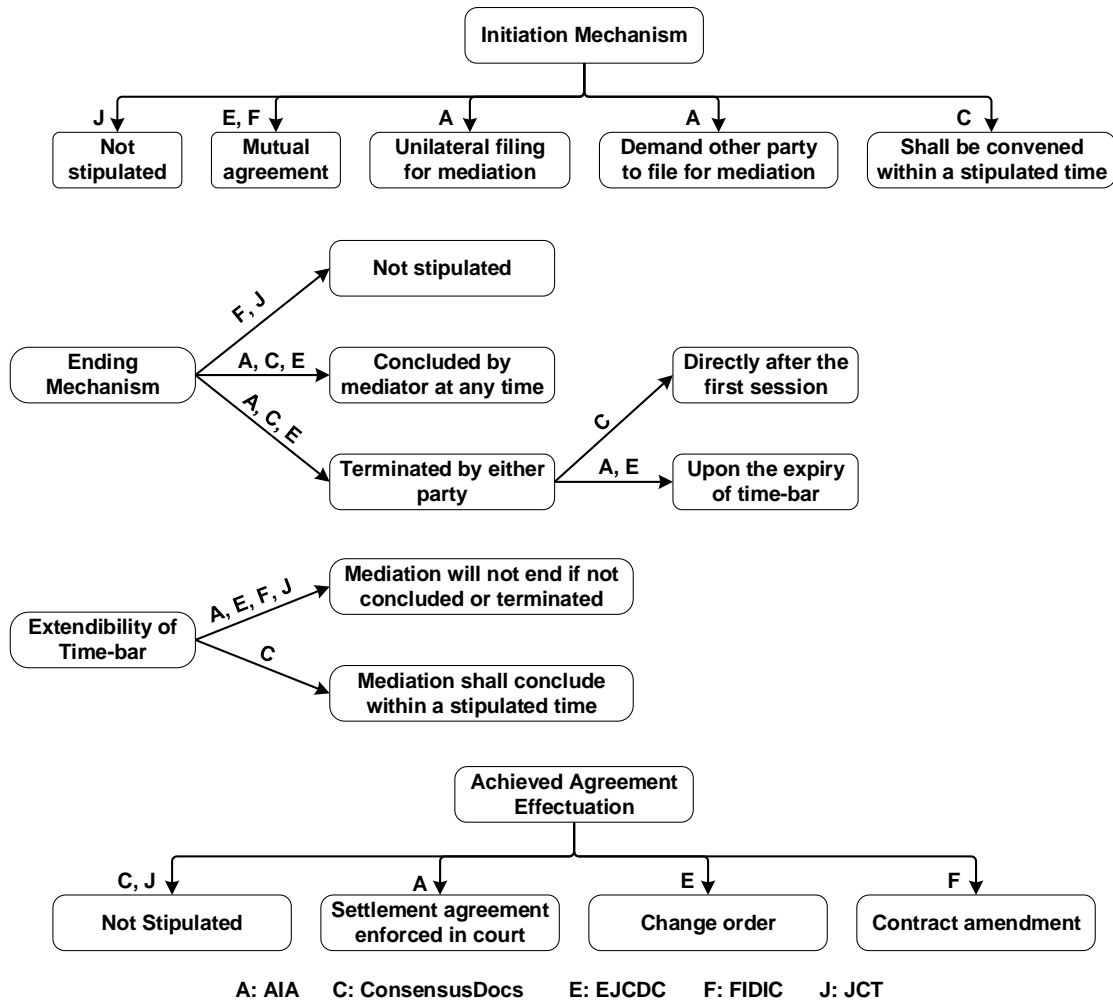 Initiation Mechanism
J
E, F
A
A
C
Not
stipulated
Mutual
agreement
Unilateral filing
for mediation
Demand other party
to file for mediation
Shall be convened
within a stipulated time
Not stipulated
F, J
Ending
Mechanism
A, C, E
Concluded by
mediator at any time
Directly after the
first session
A, C, E
C
Terminated by either
party
A, E
Upon the expiry
of time-bar
Mediation will not end if not
concluded or terminated
A, E, F, J
Extendibility of
Time-bar
C
Mediation shall conclude
within a stipulated time
Achieved Agreement
Effectuation
C, J
A
E
F
Not Stipulated
Settlement agreement
enforced in court
Change order
Contract amendment
A: AIA C: ConsensusDocs E: EJCDC F: FIDIC J: JCT